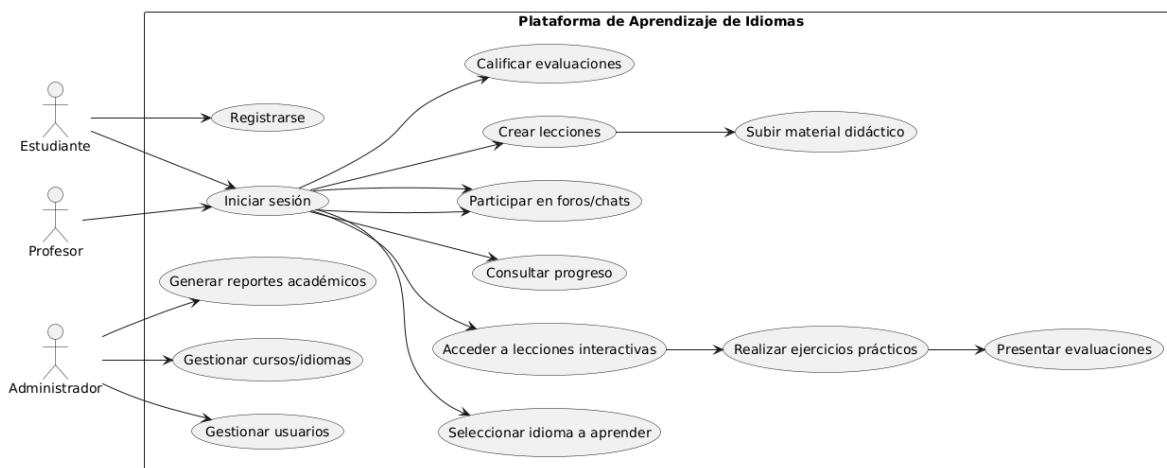 Plataforma de Aprendizaje de Idiomas
Calificar evaluaciones
Estudiante
Registrarse
Crear lecciones
Subir material didáctico
Profesor
Iniciar sesión
Participar en foros/chats
Consultar progreso
Generar reportes académicos
Administrador
Gestionar cursos/idiomas
Acceder a lecciones interactivas
Realizar ejercicios prácticos
Presentar evaluaciones
Gestionar usuarios
Seleccionar idioma a aprender